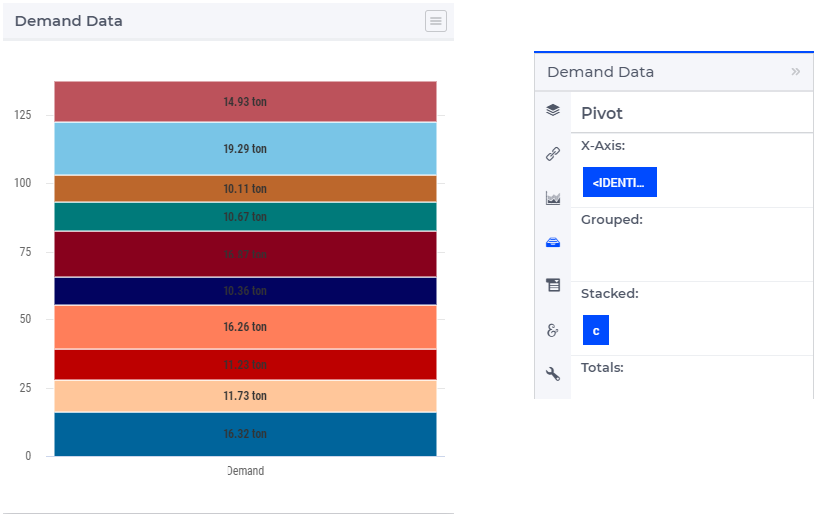 Demand Data
125
100
75
50
25
0
14.93 ton
19.29 ton
10.11 ton
10.67 ton
ton
10.36 ton
16.26 ton
11.23 ton
11.73 ton
16.32 ton
Demand
Demand Data
Pivot
X-Axis:
<IDENTI...
Grouped:
Stacked:
c
Totals: